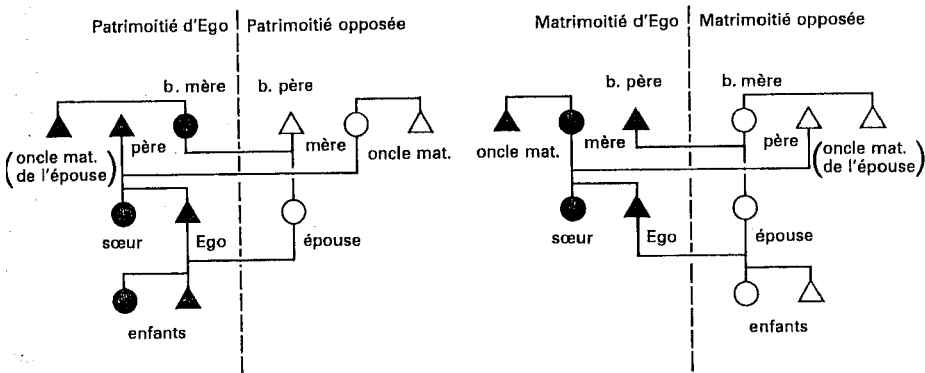 Patrimoitié d'Ego
Patrimoitié opposée
b. mère
b. père
(oncle mat.
de l'épouse)
père
mère
oncle mat.
sœur
Ego
épouse
enfants
Matrimoitié d'Ego
Matrimoitié opposée
b. père
b. mère
oncle mat.
mère
père
(oncle mat.
de l'épouse)
sœur
Ego
épouse
enfants